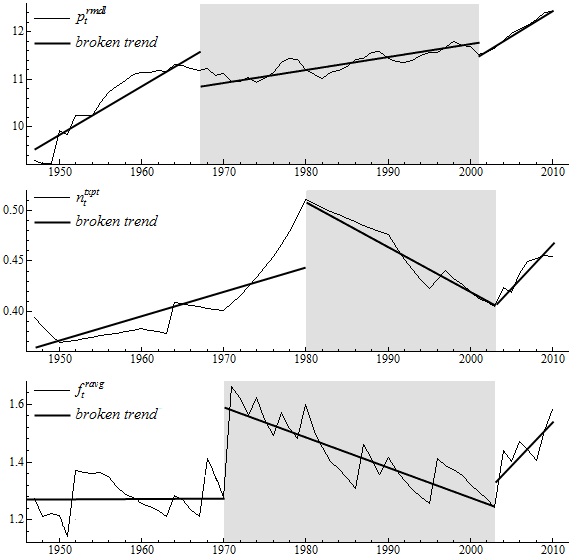 12
11
10
p_t^{rmdl}
broken trend
1950 1960 1970 1980 1990 2000 2010
0.50
0.45
0.40
n_t^{txpt}
broken trend
1950 1960 1970 1980 1990 2000 2010
1.6
1.4
1.2
f_t^{ravg}
broken trend
1950 1960 1970 1980 1990 2000 2010